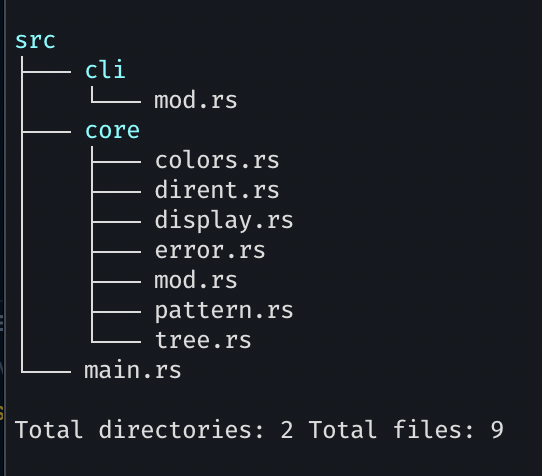 src
├── cli
│   └── mod.rs
├── core
│   ├── colors.rs
│   ├── dirent.rs
│   ├── display.rs
│   ├── error.rs
│   ├── mod.rs
│   ├── pattern.rs
│   └── tree.rs
└── main.rs
Total directories: 2 Total files: 9